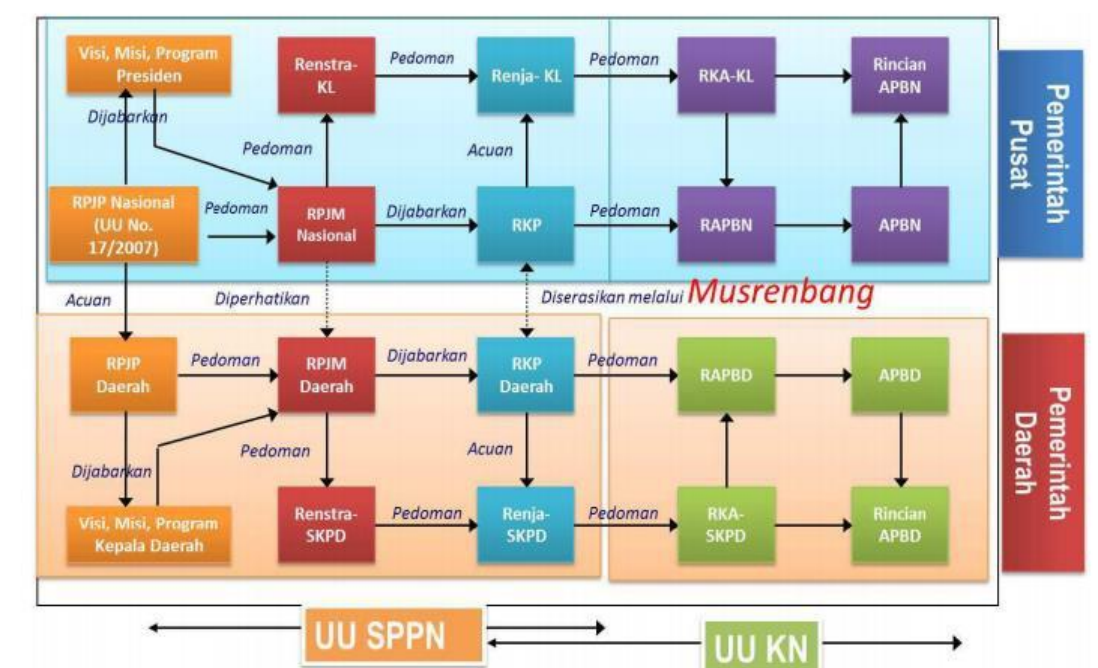 Visi, Misi, Program
Presiden
Renstra-
KL
Pedoman
Renja- KL
Pedoman
RKA-KL
Rincian
APBN
Dijabarkan
Pedoman
Acuan
RPJP Nasional
(UU No.
17/2007)
Pedoman
RPJM
Nasional
Dijabarkan
RKP
Pedoman
RAPBN
APBN
Pemerintah
Pusat
Acuan
Diperhatikan
Diserasikan melalui Musrenbang
RPJP
Daerah
Pedoman
RPJM
Daerah
Dijabarkan
RKP
Daerah
Pedoman
RAPBD
APBD
Dijabarkan
Pedoman
Acuan
Visi, Misi, Program
Kepala Daerah
Renstra-
SKPD
Pedoman
Renja-
SKPD
Pedoman
RKA-
SKPD
Rincian
APBD
Pemerintah
Daerah
UU SPPN
UU KN